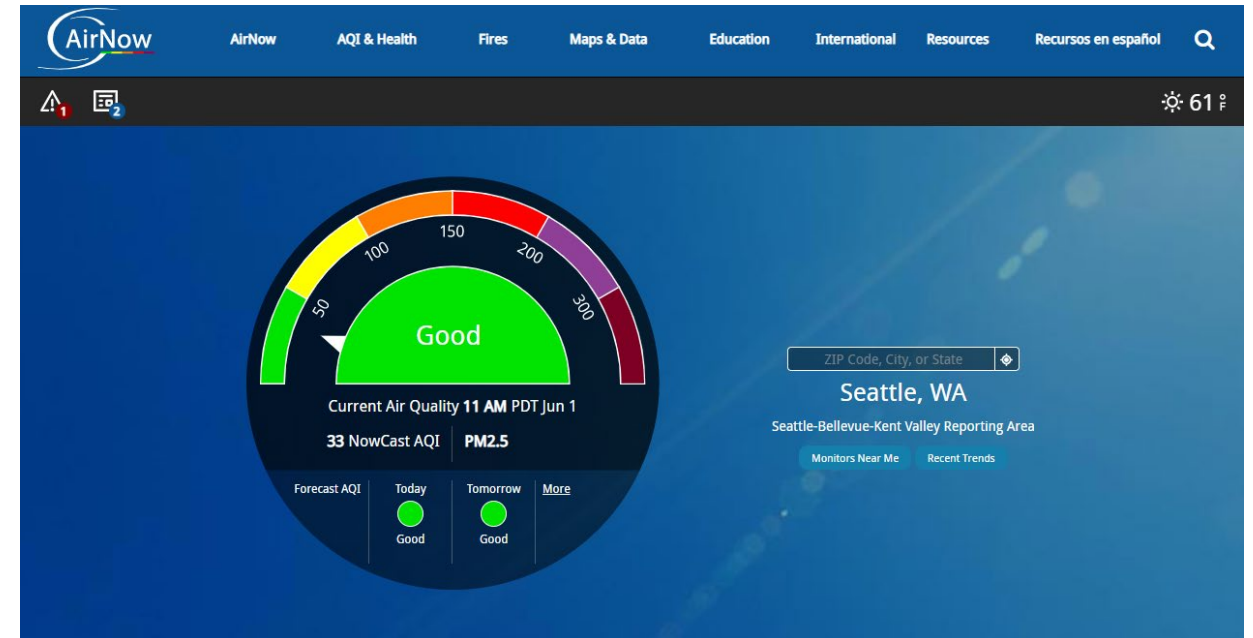 AirNow
AirNow AQI & Health Fires Maps & Data Education International Resources Recursos en español
1 2 61 °F
50 100 150 200 300
Good
Current Air Quality 11 AM PDT Jun 1
33 NowCast AQI PM2.5
Forecast AQI Today Tomorrow More
Good Good
ZIP Code, City, or State
Seattle, WA
Seattle-Bellevue-Kent Valley Reporting Area
Monitors Near Me Recent Trends